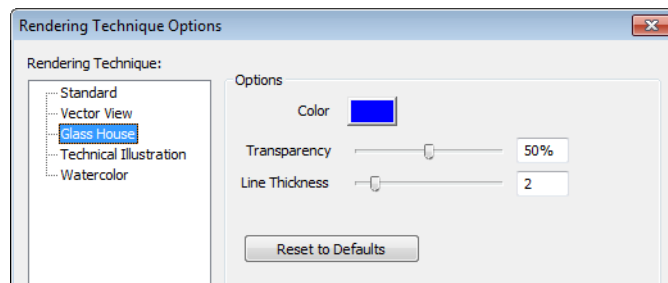 Rendering Technique Options
Rendering Technique:
Standard
Vector View
Glass House
Technical Illustration
Watercolor
Options
Color
Transparency 50%
Line Thickness 2
Reset to Defaults